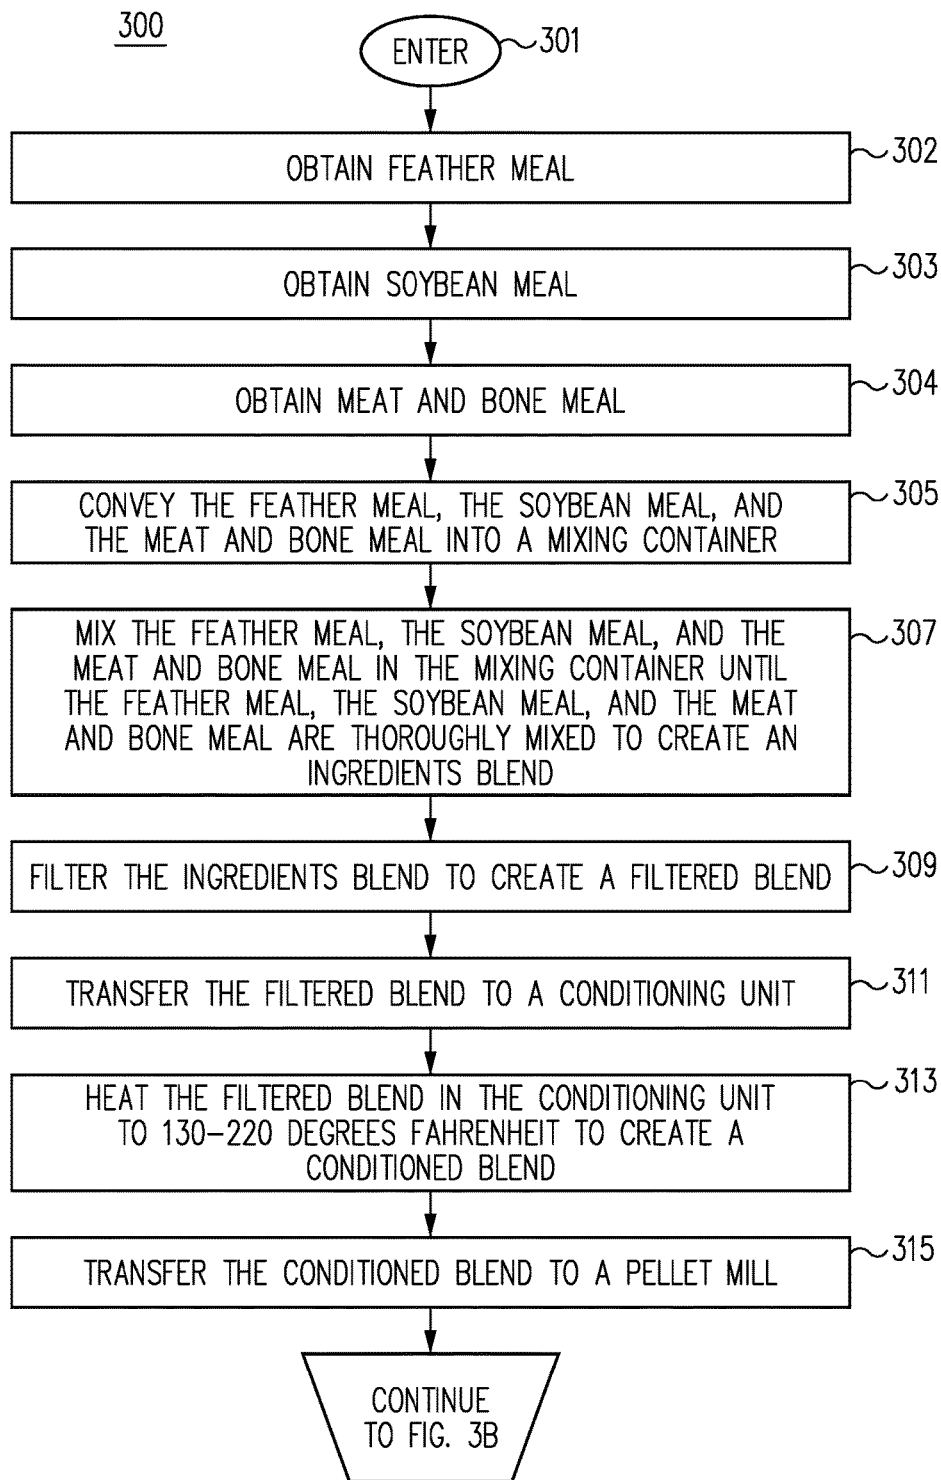 300
ENTER
301
302
OBTAIN FEATHER MEAL
303
OBTAIN SOYBEAN MEAL
304
OBTAIN MEAT AND BONE MEAL
305
CONVEY THE FEATHER MEAL, THE SOYBEAN MEAL, AND
THE MEAT AND BONE MEAL INTO A MIXING CONTAINER
307
MIX THE FEATHER MEAL, THE SOYBEAN MEAL, AND THE
MEAT AND BONE MEAL IN THE MIXING CONTAINER UNTIL
THE FEATHER MEAL, THE SOYBEAN MEAL, AND THE MEAT
AND BONE MEAL ARE THOROUGHLY MIXED TO CREATE AN
INGREDIENTS BLEND
309
FILTER THE INGREDIENTS BLEND TO CREATE A FILTERED BLEND
311
TRANSFER THE FILTERED BLEND TO A CONDITIONING UNIT
313
HEAT THE FILTERED BLEND IN THE CONDITIONING UNIT
TO 130-220 DEGREES FAHRENHEIT TO CREATE A
CONDITIONED BLEND
315
TRANSFER THE CONDITIONED BLEND TO A PELLET MILL
CONTINUE
TO FIG. 3B